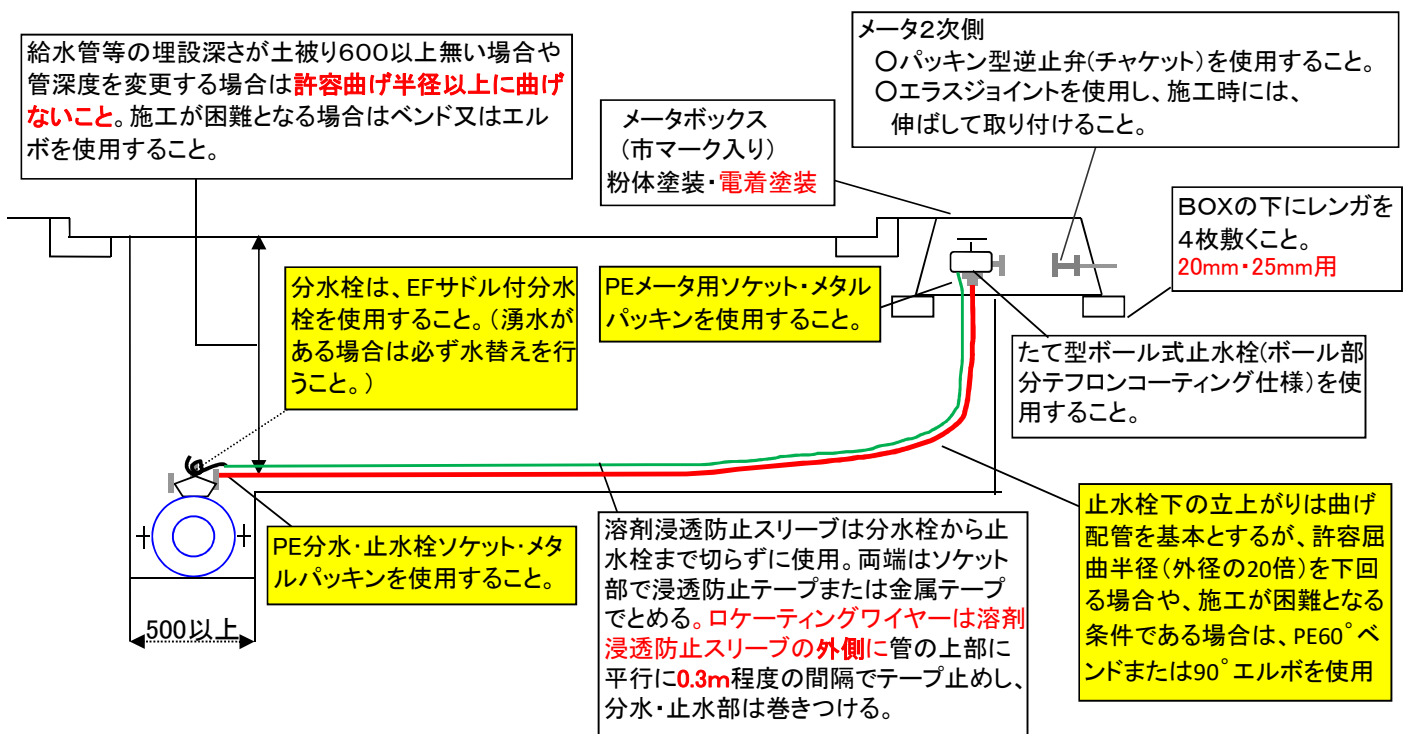 給水管等の埋設深さが土被り600以上無い場合や
管深度を変更する場合は許容曲げ半径以上に曲げ
ないこと。施工が困難となる場合はベンド又はエル
ボを使用すること。
メータボックス
(市マーク入り)
粉体塗装・電着塗装
メータ2次側
○パッキン型逆止弁(チャケット)を使用すること。
○エラスジョイントを使用し、施工時には、
伸ばして取り付けること。
BOXの下にレンガを
4枚敷くこと。
20mm・25mm用
分水栓は、EFサドル付分水
栓を使用すること。(湧水が
ある場合は必ず水替えを行
うこと。)
PEメータ用ソケット・メタル
パッキンを使用すること。
たて型ボール式止水栓(ボール部
分テフロンコーティング仕様)を使
用すること。
PE分水・止水栓ソケット・メタ
ルパッキンを使用すること。
溶剤浸透防止スリーブは分水栓から止
水栓まで切らずに使用。両端はソケット
部で浸透防止テープまたは金属テープ
でとめる。ロケーティングワイヤーは溶剤
浸透防止スリーブの外側に管の上部に
平行に0.3m程度の間隔でテープ止めし、
分水・止水部は巻きつける。
止水栓下の立上がりは曲げ
配管を基本とするが、許容屈
曲半径(外径の20倍)を下回
る場合や、施工が困難となる
条件である場合は、PE60°ベ
ンドまたは90°エルボを使用
500以上